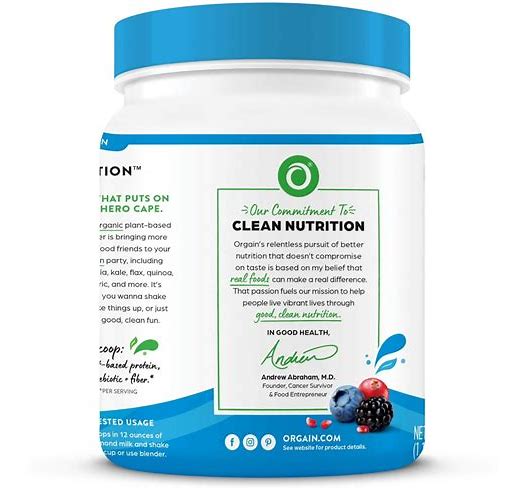 ON
TION™
HAT PUTS ON
HERO CAPE.
organic plant-based
er is bringing more
ood friends to your
n party, including
ia, kale, flax, quinoa,
ric, and more. It's
you wanna shake
ke things up, or just
good, clean fun.
coop:
-based protein,
ebiotic + fiber.*
*PER SERVING
ESTED USAGE
ops in 12 ounces of
mond milk and shake
cup or use blender.
Our Commitment To
CLEAN NUTRITION
Orgain's relentless pursuit of better
nutrition that doesn't compromise
on taste is based on my belief that
real foods can make a real difference.
That passion fuels our mission to help
people live vibrant lives through
good, clean nutrition.
IN GOOD HEALTH,
Andrew
Andrew Abraham, M.D.
Founder, Cancer Survivor
& Food Entrepreneur
ORGAIN.COM
See website for product details.
NE
(1.